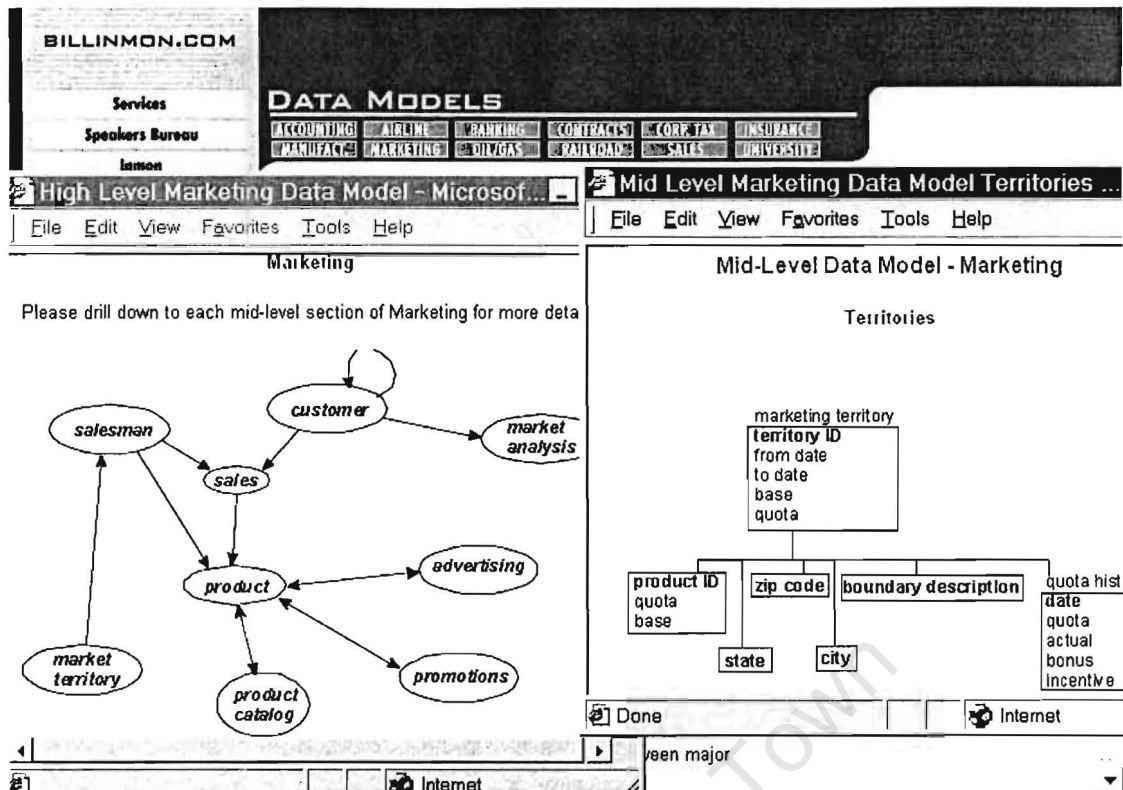 BILLINMON.COM
Services
Speakers Bureau
Inmon
DATA MODELS
ACCOUNTING AIRLINE BANKING CONTRACTS CORP TAX INSURANCE
MANUFACT MARKETING OIL/GAS RAILROAD SALES UNIVERSITY
High Level Marketing Data Model - Microsof...
File Edit View Favorites Tools Help
Marketing
Please drill down to each mid-level section of Marketing for more deta
customer
salesman
market
analysis
sales
product
advertising
market
territory
promotions
product
catalog
Internet
Mid Level Marketing Data Model Territories ...
File Edit View Favorites Tools Help
Mid-Level Data Model - Marketing
Territories
marketing territory
territory ID
from date
to date
base
quota
product ID
quota
base
zip code
boundary description
state
city
quota hist
date
quota
actual
bonus
incentive
Done
Internet
veen major
Town